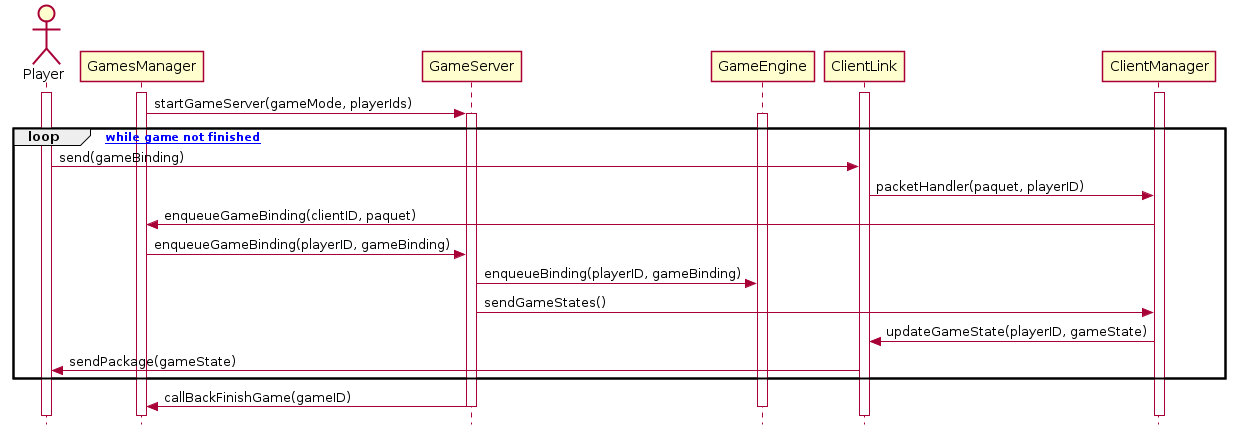 Player
GamesManager
GameServer
GameEngine
ClientLink
ClientManager
startGameServer(gameMode, playerIds)
loop
while game not finished
send(gameBinding)
packetHandler(paquet, playerID)
enqueueGameBinding(clientID, paquet)
enqueueGameBinding(playerID, gameBinding)
enqueueBinding(playerID, gameBinding)
sendGameStates()
updateGameState(playerID, gameState)
sendPackage(gameState)
callBackFinishGame(gameID)